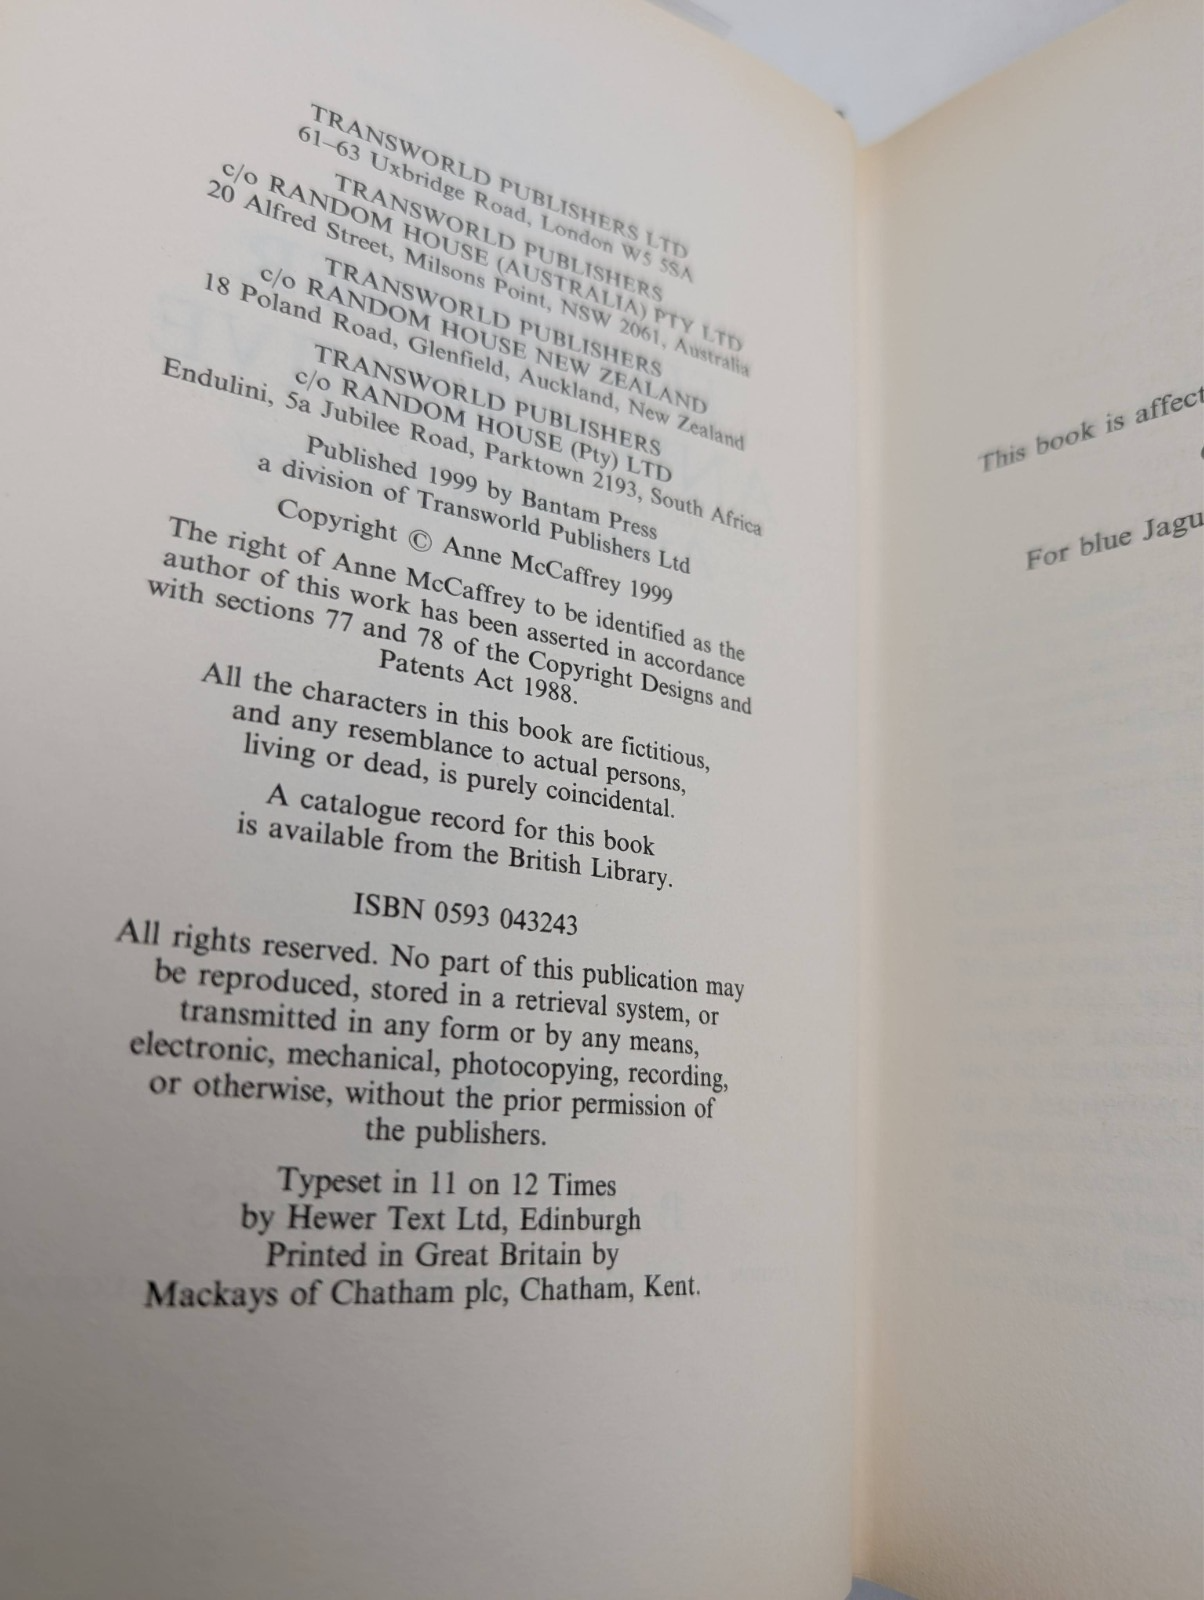 TRANSWORLD PUBLISHERS LTD
61–63 Uxbridge Road, London W5 5SA
TRANSWORLD PUBLISHERS
c/o RANDOM HOUSE (AUSTRALIA) PTY LTD
20 Alfred Street, Milsons Point, NSW 2061, Australia
TRANSWORLD PUBLISHERS
c/o RANDOM HOUSE NEW ZEALAND
18 Poland Road, Glenfield, Auckland, New Zealand
TRANSWORLD PUBLISHERS
c/o RANDOM HOUSE (Pty) LTD
Endulini, 5a Jubilee Road, Parktown 2193, South Africa
Published 1999 by Bantam Press
a division of Transworld Publishers Ltd
Copyright © Anne McCaffrey 1999
The right of Anne McCaffrey to be identified as the
author of this work has been asserted in accordance
with sections 77 and 78 of the Copyright Designs and
Patents Act 1988.
All the characters in this book are fictitious,
and any resemblance to actual persons,
living or dead, is purely coincidental.
A catalogue record for this book
is available from the British Library.
ISBN 0593 043243
All rights reserved. No part of this publication may
be reproduced, stored in a retrieval system, or
transmitted in any form or by any means,
electronic, mechanical, photocopying, recording,
or otherwise, without the prior permission of
the publishers.
Typeset in 11 on 12 Times
by Hewer Text Ltd, Edinburgh
Printed in Great Britain by
Mackays of Chatham plc, Chatham, Kent.
This book is affect
For blue Jagu